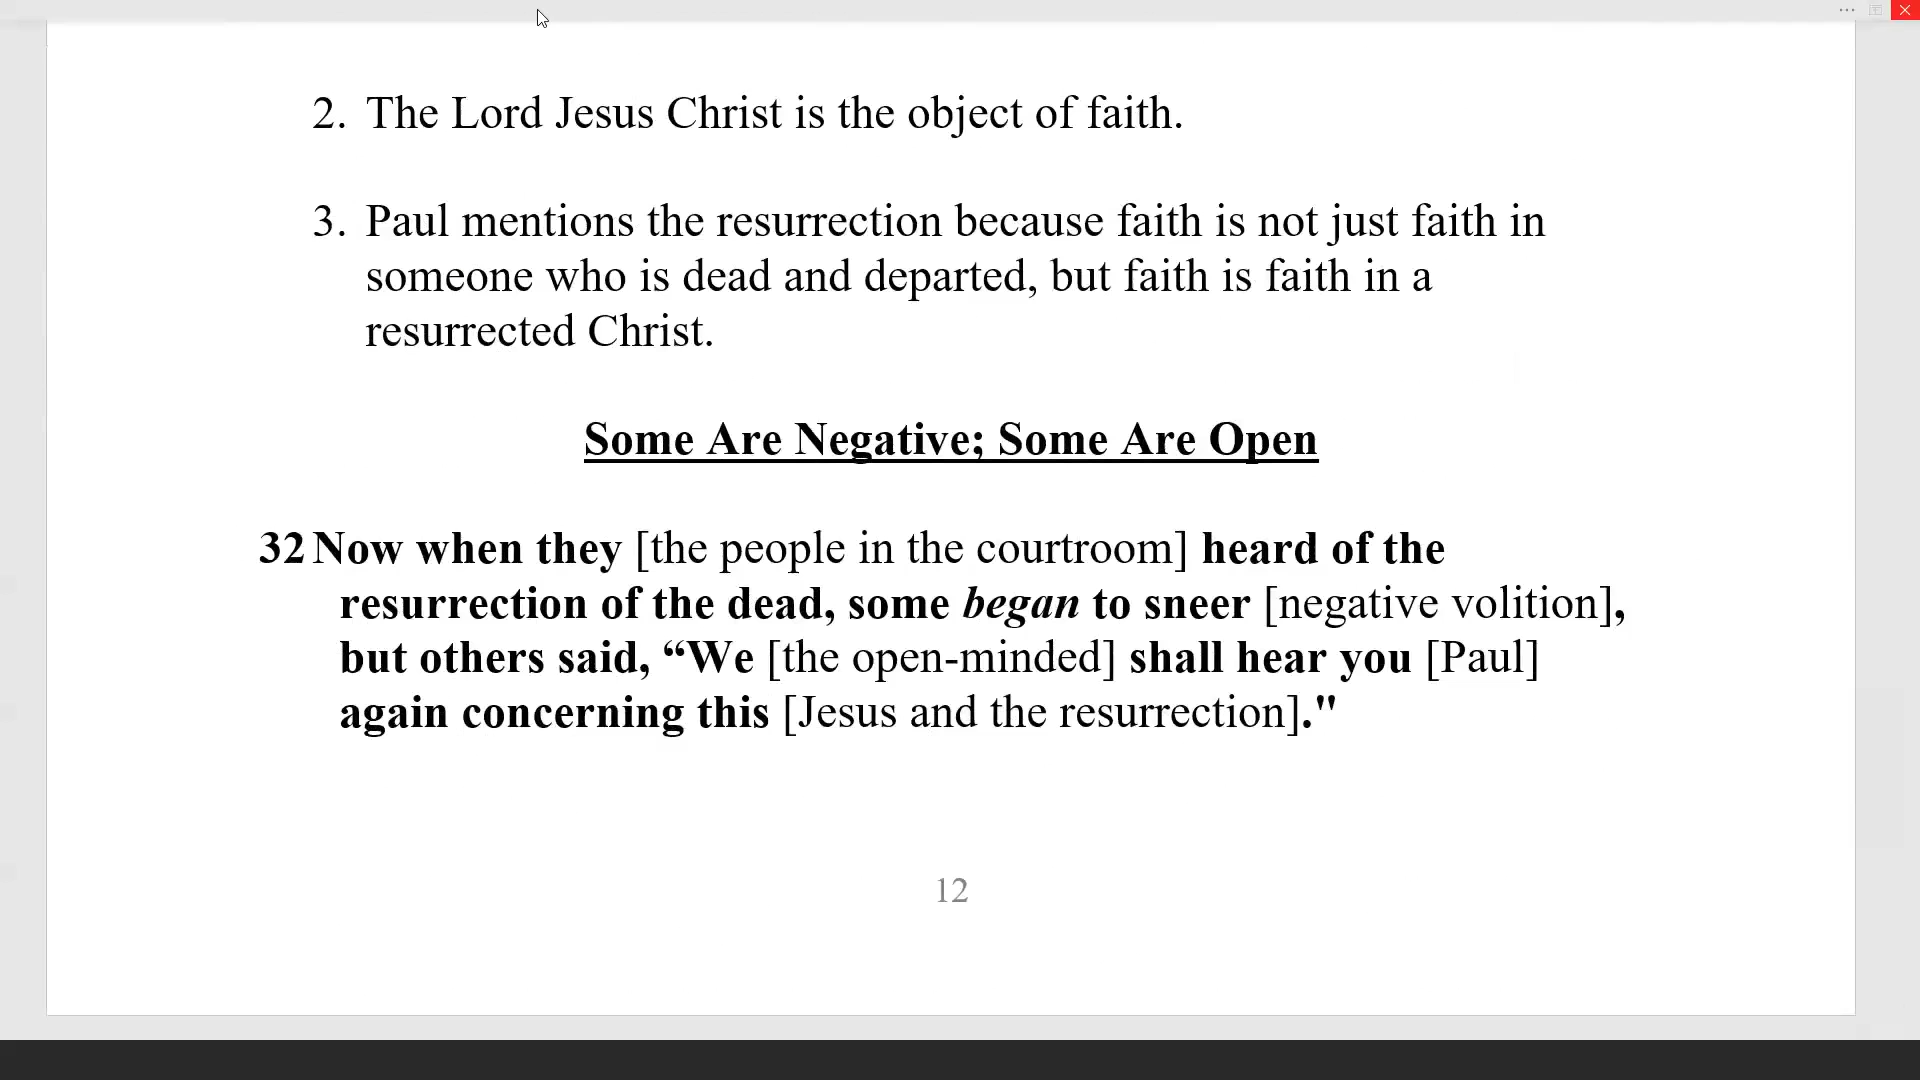 2. The Lord Jesus Christ is the object of faith.
3. Paul mentions the resurrection because faith is not just faith in
someone who is dead and departed, but faith is faith in a
resurrected Christ.
Some Are Negative; Some Are Open
32 Now when they [the people in the courtroom] heard of the
resurrection of the dead, some began to sneer [negative volition],
but others said, “We [the open-minded] shall hear you [Paul]
again concerning this [Jesus and the resurrection]."
12